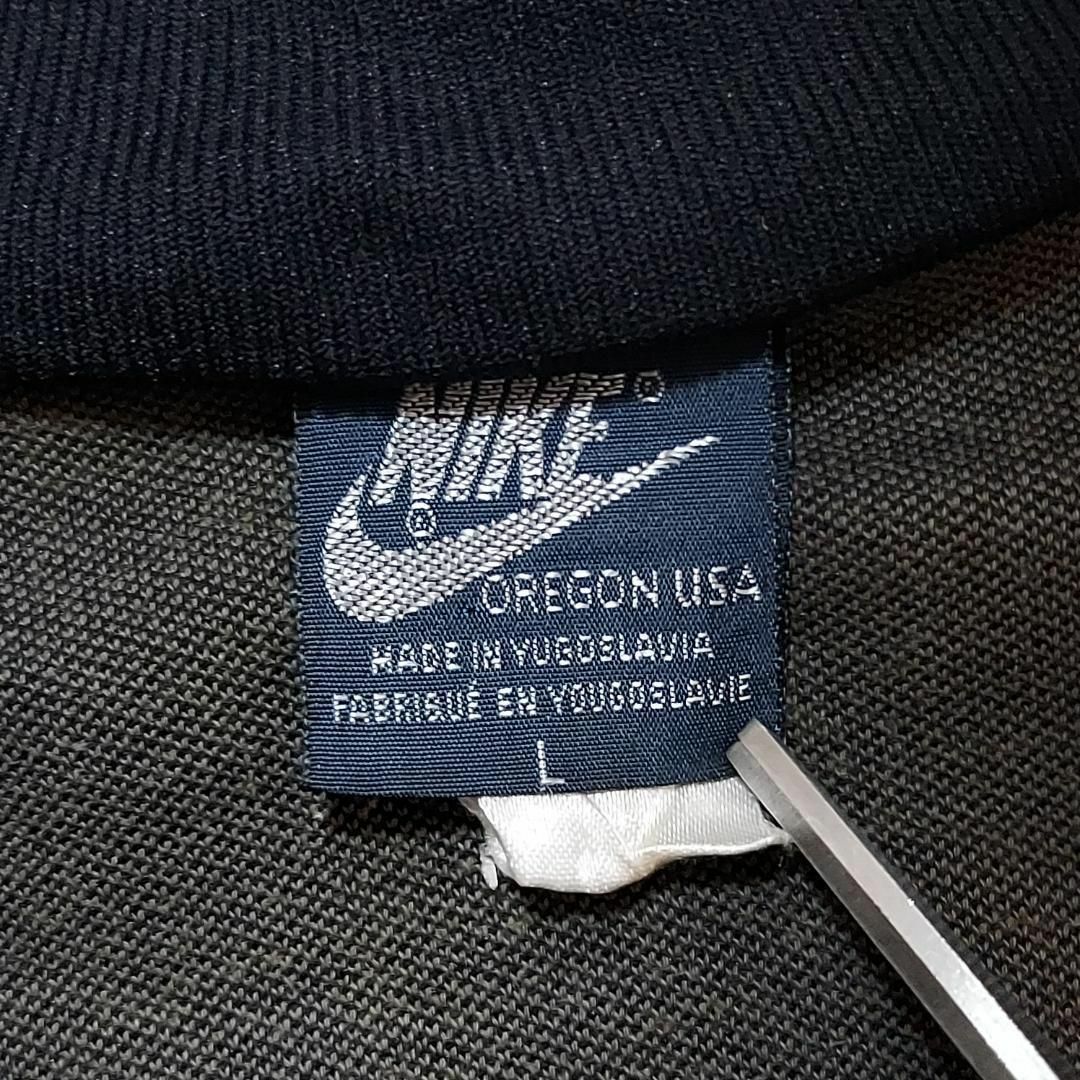 NIKE ®
®
OREGON USA
MADE IN YUGOSLAVIA
FABRIQUÉ EN YOUGOSLAVIE
L